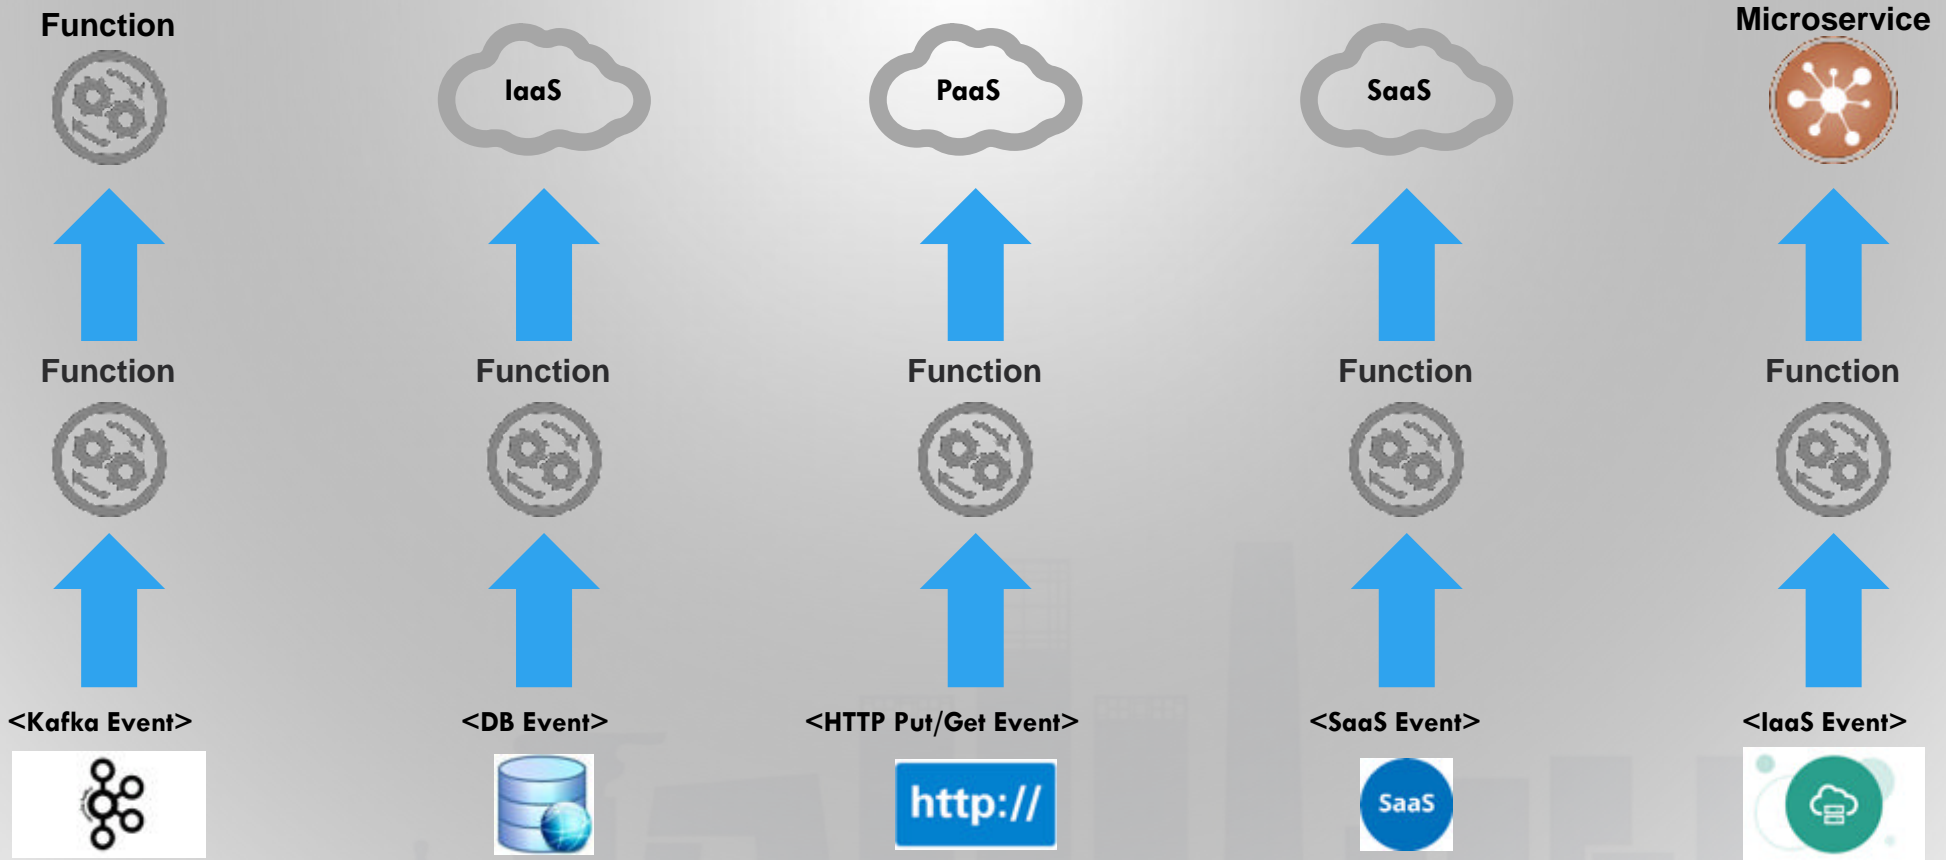 Function
IaaS
PaaS
SaaS
Microservice
Function
Function
Function
Function
Function
<Kafka Event>
<DB Event>
<HTTP Put/Get Event>
<SaaS Event>
<IaaS Event>
http://
SaaS